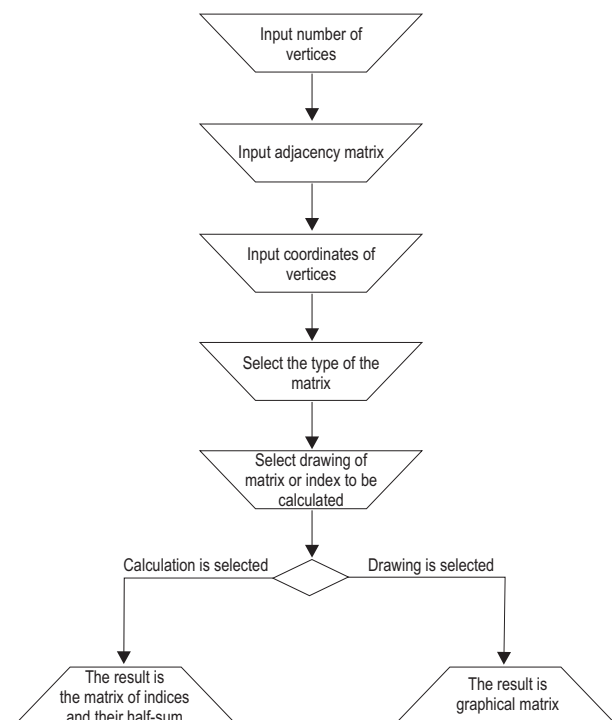 Input number of
vertices
Input adjacency matrix
Input coordinates of
vertices
Select the type of the
matrix
Select drawing of
matrix or index to be
calculated
Calculation is selected
Drawing is selected
The result is
the matrix of indices
and their half-sum
The result is
graphical matrix